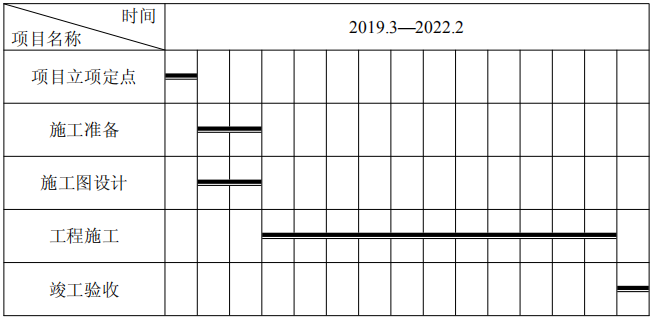 时间
项目名称
2019.3—2022.2
项目立项定点
施工准备
施工图设计
工程施工
竣工验收